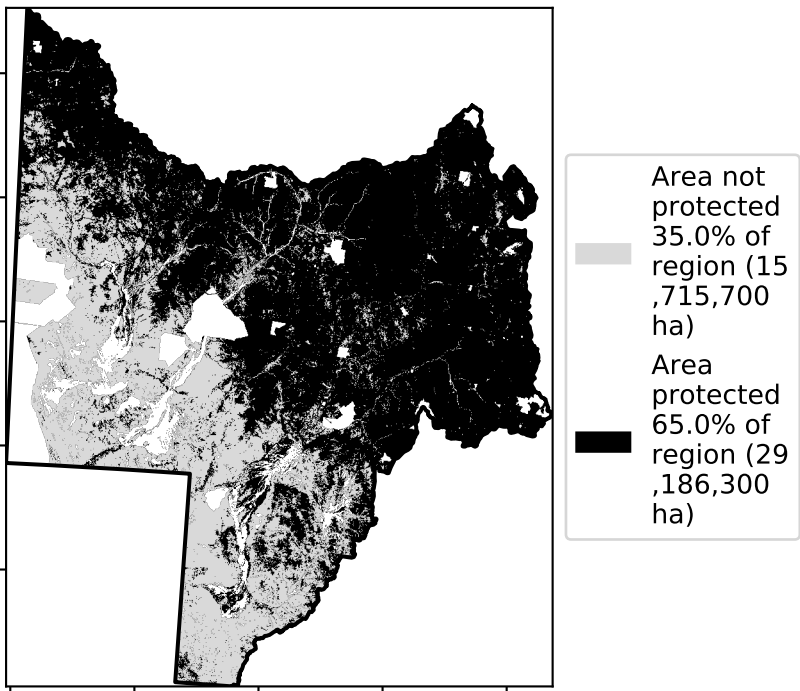 Area not
protected
35.0% of
region (15
,715,700
ha)
Area
protected
65.0% of
region (29
,186,300
ha)